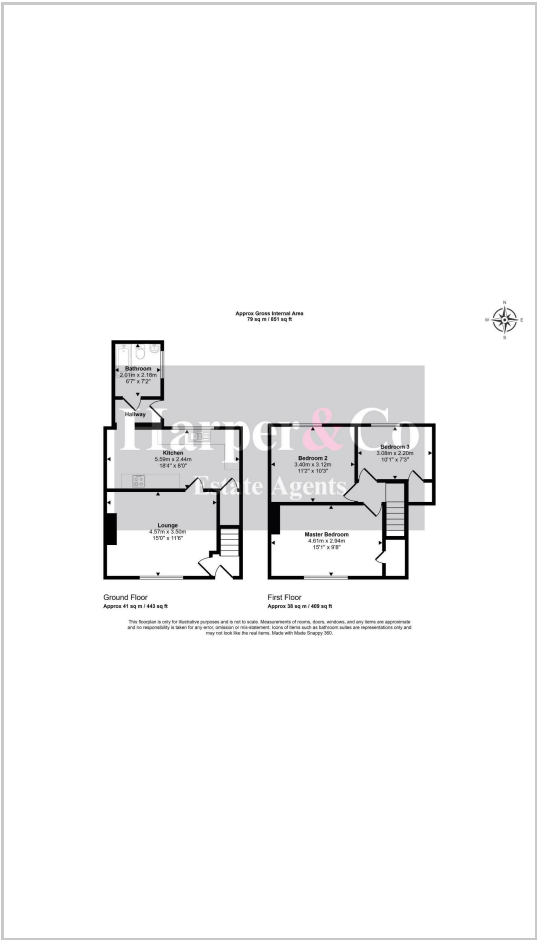 Approx Gross Internal Area
79 sq m / 851 sq ft
N
W
E
S
Bathroom
2.01m x 2.18m
6'7" x 7'2"
Hallway
Harper & Co
Estate Agents
Kitchen
5.59m x 2.44m
18'4" x 8'0"
Lounge
4.57m x 3.50m
15'0" x 11'6"
Bedroom 2
3.40m x 3.12m
11'2" x 10'3"
Bedroom 3
3.08m x 2.20m
10'1" x 7'3"
Master Bedroom
4.61m x 2.94m
15'1" x 9'8"
Ground Floor
Approx 41 sq m / 443 sq ft
First Floor
Approx 38 sq m / 409 sq ft
This floorplan is only for illustrative purposes and is not to scale. Measurements of rooms, doors, windows, and any items are approximate
and no responsibility is taken for any error, omission or mis-statement. Icons of items such as bathroom suites are representations only and
may not look like the real items. Made with Made Snappy 360.